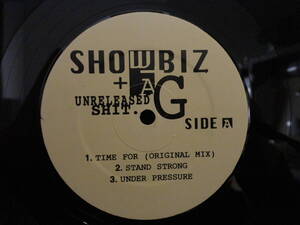 SHOWBIZ
+ A.G.
UNRELEASED
SHIT.
SIDE A
1. TIME FOR (ORIGINAL MIX)
2. STAND STRONG
3. UNDER PRESSURE